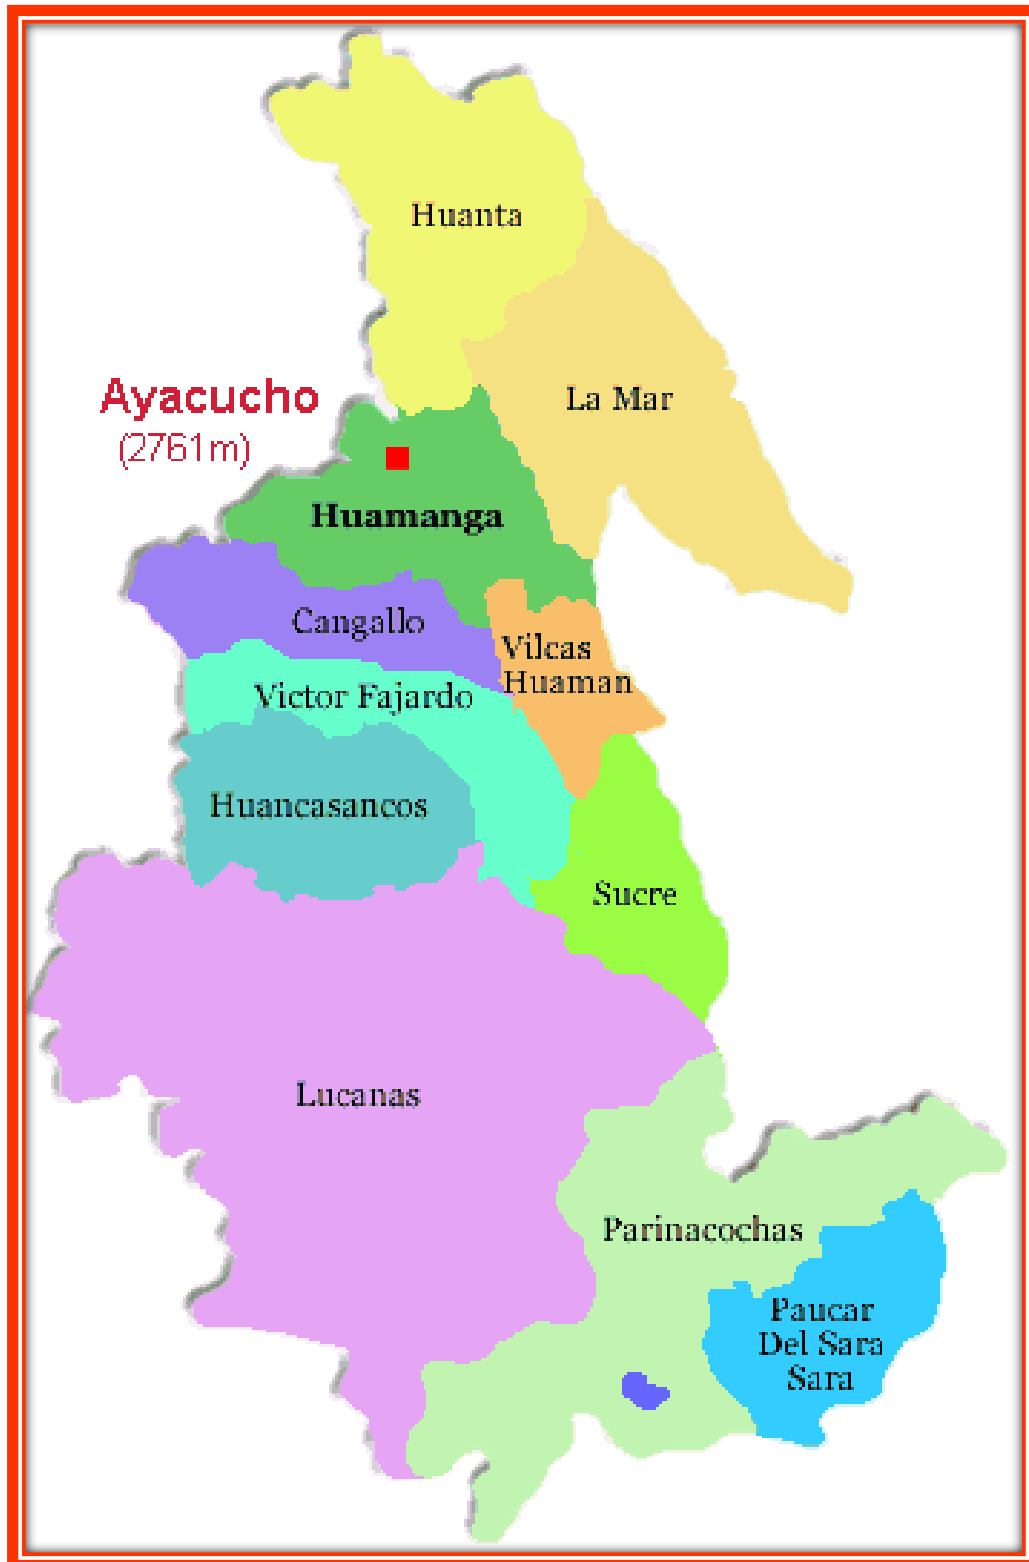 Huanta
Ayacucho
(2761m)
La Mar
Huamanga
Cangallo
Vilcas
Huaman
Victor Fajardo
Huancasancos
Sucre
Lucanas
Parinacochas
Paucar
Del Sara
Sara